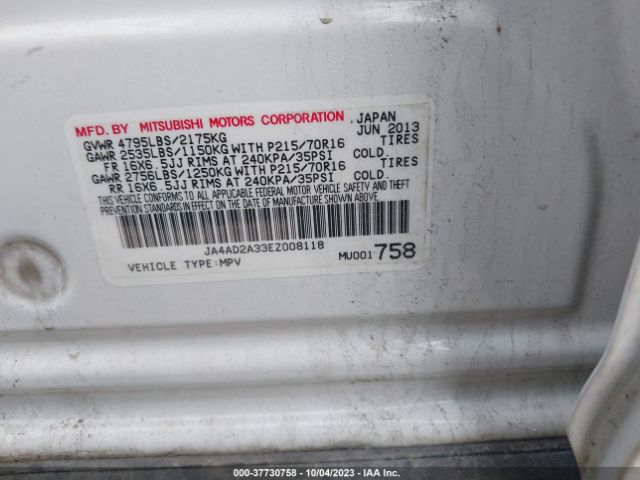 MFD.BY MITSUBISHI MOTORS CORPORATION. JAPAN
GVWR 4795LBS/2175KG JUN 2013
GAWR 2535LBS/1150KG WITH P215/70R16 TIRES
FR 16X6.5JJ RIMS AT 240KPA/35PSI COLD.
GAWR 2756LBS/1250KG WITH P215/70R16 TIRES
RR 16X6.5JJ RIMS AT 240KPA/35PSI COLD.
THIS VEHICLE CONFORMS TO ALL APPLICABLE FEDERAL MOTOR VEHICLE SAFETY AND THEFT
PREVENTION STANDARDS IN EFFECT ON THE DATE OF MANUFACTURE SHOWN ABOVE.
JA4AD2A33EZ008118
VEHICLE TYPE:MPV MU001758
00-37730758 - 10/04/2023 - © IAA Inc.